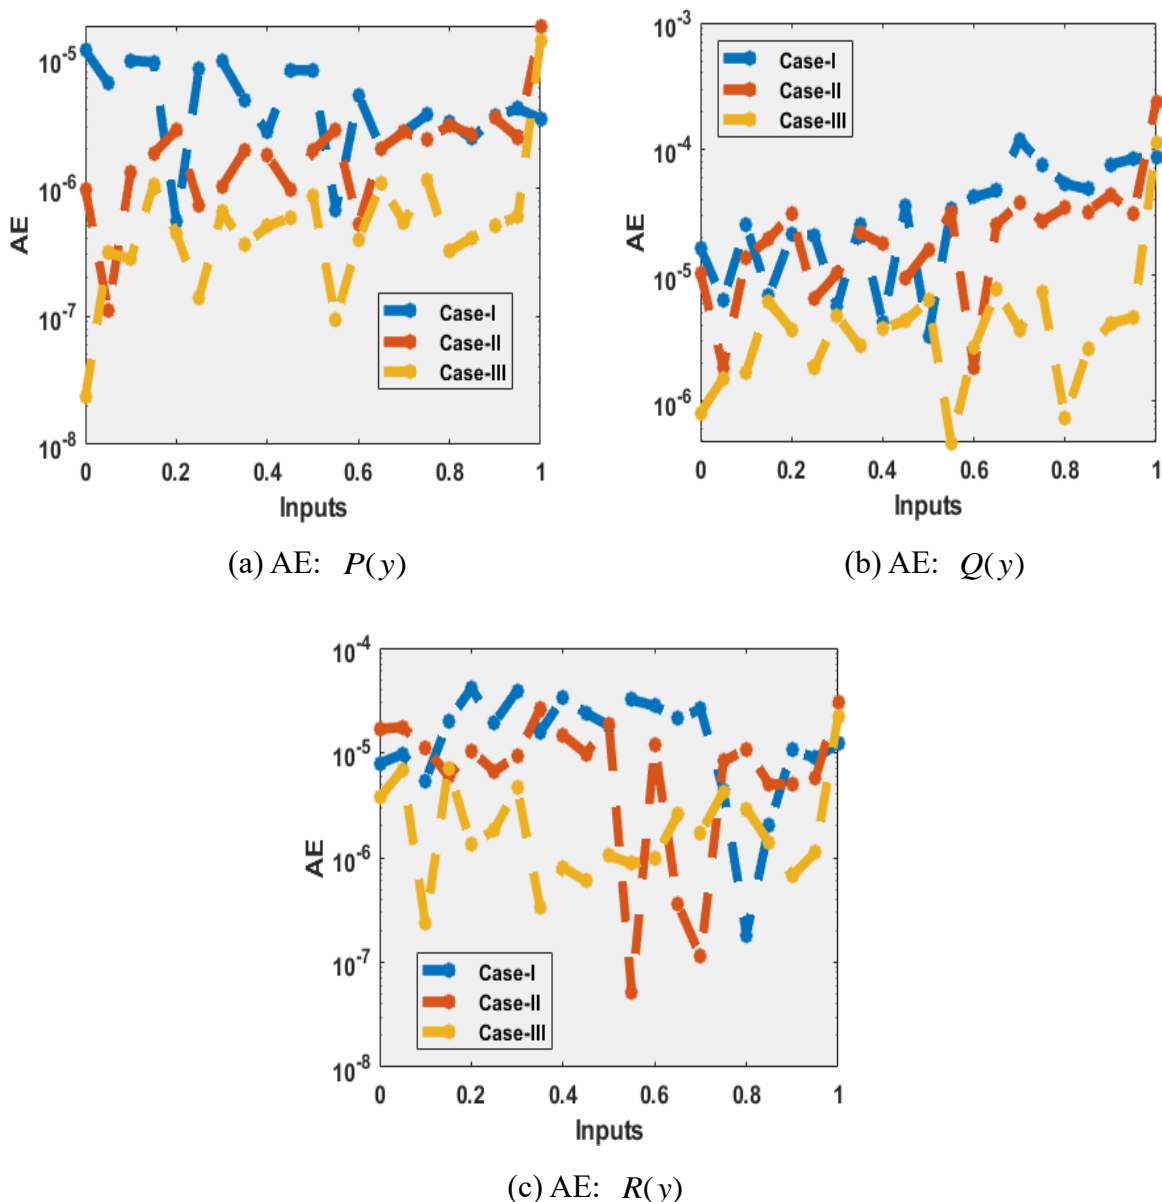 10^-5
10^-6
10^-7
10^-8
AE
0 0.2 0.4 0.6 0.8 1
Inputs
Case-I
Case-II
Case-III
(a) AE: P(y)
10^-3
10^-4
10^-5
10^-6
AE
0 0.2 0.4 0.6 0.8 1
Inputs
Case-I
Case-II
Case-III
(b) AE: Q(y)
10^-4
10^-5
10^-6
10^-7
10^-8
AE
0 0.2 0.4 0.6 0.8 1
Inputs
Case-I
Case-II
Case-III
(c) AE: R(y)